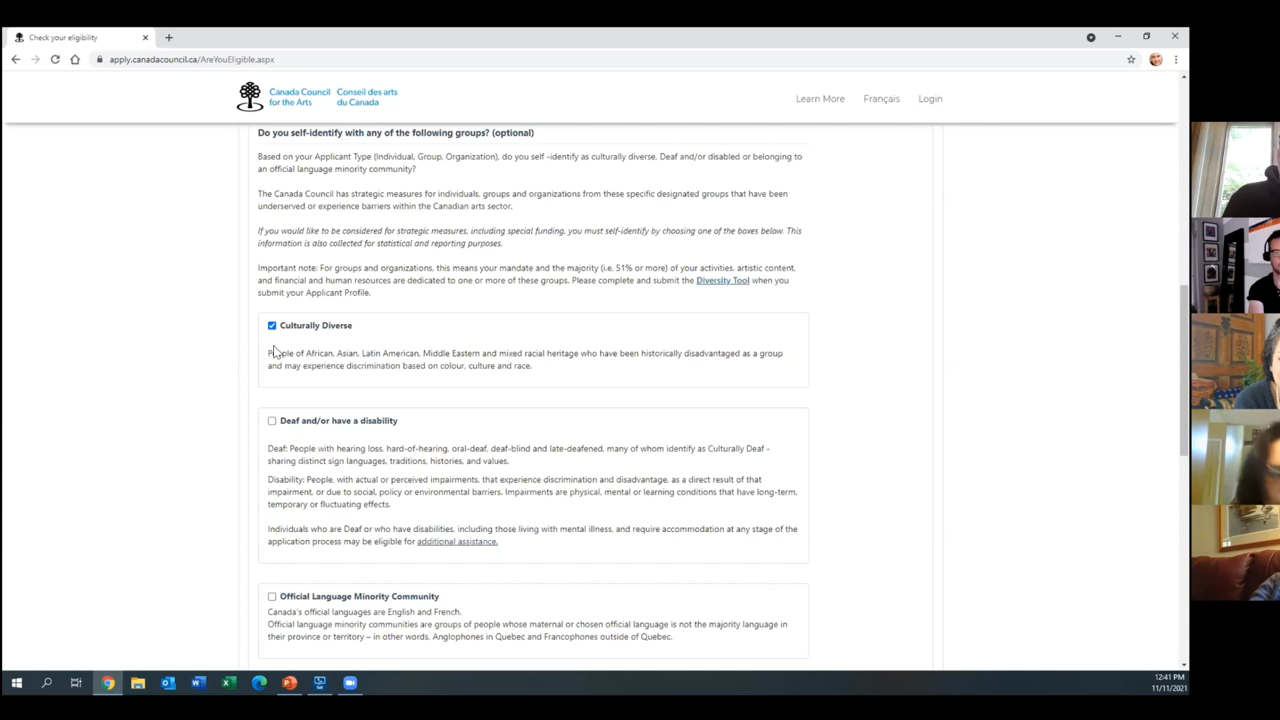 Check your eligibility
apply.canadacouncil.ca/AreYouEligible.aspx
Canada Council for the Arts
Conseil des arts du Canada
Learn More
Français
Login
Do you self-identify with any of the following groups? (optional)
Based on your Applicant Type (Individual, Group, Organization), do you self -identify as culturally diverse, Deaf and/or disabled or belonging to
an official language minority community?
The Canada Council has strategic measures for individuals, groups and organizations from these specific designated groups that have been
underserved or experience barriers within the Canadian arts sector.
If you would like to be considered for strategic measures, including special funding, you must self-identify by choosing one of the boxes below. This
information is also collected for statistical and reporting purposes.
Important note: For groups and organizations, this means your mandate and the majority (i.e. 51% or more) of your activities, artistic content,
and financial and human resources are dedicated to one or more of these groups. Please complete and submit the Diversity Tool when you
submit your Applicant Profile.
Culturally Diverse
People of African, Asian, Latin American, Middle Eastern and mixed racial heritage who have been historically disadvantaged as a group
and may experience discrimination based on colour, culture and race.
Deaf and/or have a disability
Deaf: People with hearing loss, hard-of-hearing, oral-deaf, deaf-blind and late-deafened, many of whom identify as Culturally Deaf -
sharing distinct sign languages, traditions, histories, and values.
Disability: People, with actual or perceived impairments, that experience discrimination and disadvantage, as a direct result of that
impairment, or due to social, policy or environmental barriers. Impairments are physical, mental or learning conditions that have long-term,
temporary or fluctuating effects.
Individuals who are Deaf or who have disabilities, including those living with mental illness, and require accommodation at any stage of the
application process may be eligible for additional assistance.
Official Language Minority Community
Canada's official languages are English and French.
Official language minority communities are groups of people whose maternal or chosen official language is not the majority language in
their province or territory – in other words, Anglophones in Quebec and Francophones outside of Quebec.
12:41 PM
11/11/2021